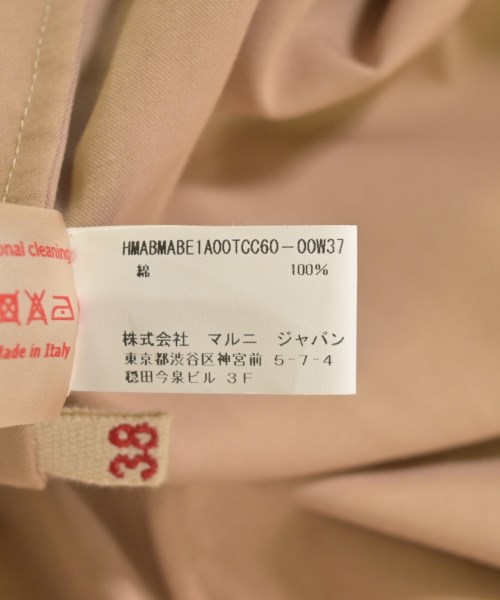 HMABMABE1A00TCC60-00W37
綿 100%
株式会社 マルニ ジャパン
東京都渋谷区神宮前 5-7-4
穏田今泉ビル 3F
onal cleaning
Made in Italy
38